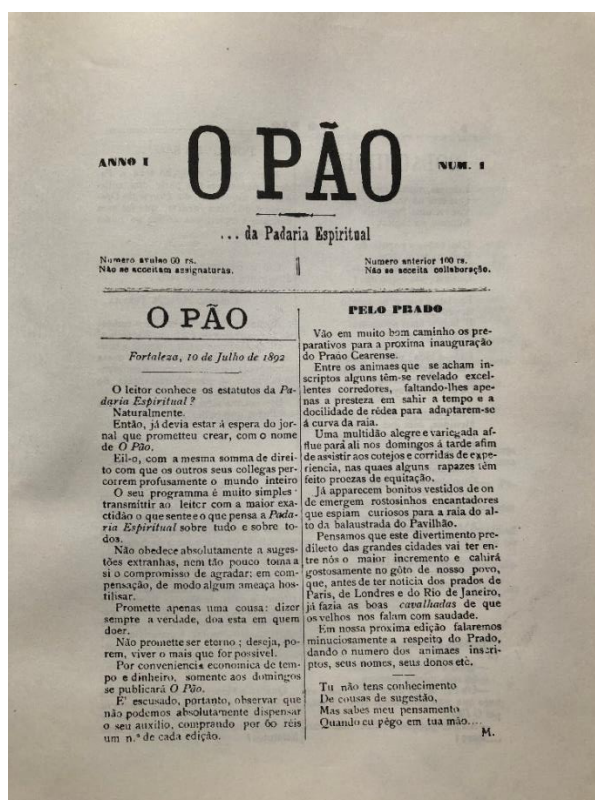 ANNO I
O PÃO
NUM. 1
... da Padaria Espiritual
Numero avulso 60 rs.
Não se acceitam assignaturas.
Numero anterior 100 rs.
Não se acceita collaboração.
O PÃO
Fortaleza, 10 de Julho de 1892
O leitor conhece os estatutos da Pa-
daria Espiritual?
Naturalmente.
Então, já devia estar á espera do jor-
nal que prometteu crear, com o nome
de O Pão.
Eil-o, com a mesma somma de direi-
to com que os outros seus collegas per-
correm profusamente o mundo inteiro
O seu programma é muito simples:
transmittir ao leitor com a maior exa-
ctidão o que sente e o que pensa a Pada-
ria Espiritual sobre tudo e sobre to-
dos.
Não obedece absolutamente a suges-
tões extranhas, nem tão pouco toma a
si o compromisso de agradar: em com-
pensação, de modo algum ameaça hos-
tilisar.
Promette apenas uma cousa: dizer
sempre a verdade, doa esta em quem
doer.
Não promette ser eterno; deseja, po-
rem, viver o mais que for possivel.
Por conveniencia economica de tem-
po e dinheiro, somente aos domingos
se publicará O Pão.
E' escusado, portanto, observar que
não podemos absolutamente dispensar
o seu auxilio, comprando por 60 réis
um n.º de cada edição.
PELO PRADO
Vão em muito bom caminho os pre-
parativos para a proxima inauguração
do Prado Cearense.
Entre os animaes que se acham in-
scriptos alguns têm-se revelado excel-
lentes corredores, faltando-lhes ape-
nas a presteza em sahir a tempo e a
docilidade de rédea para adaptarem-se
á curva da raia.
Uma multidão alegre e variegada af-
flue para ali nos domingos á tarde afim
de assistir aos cotejos e corridas de expe-
riencia, nas quaes alguns rapazes têm
feito proezas de equitação.
Já apparecem bonitos vestidos de on
de emergem rostosinhos encantadores
que espiam curiosos para a raia do al-
to da balaustrada do Pavilhão.
Pensamos que este divertimento pre-
dilecto das grandes cidades vai ter en-
tre nós o maior incremento e cahirá
gostosamente no gôto de nosso povo,
que, antes de ter noticia dos prados de
Paris, de Londres e do Rio de Janeiro,
já fazia as boas cavalhadas de que
os velhos nos falam com saudade.
Em nossa proxima edição falaremos
minuciosamente a respeito do Prado,
dando o numero dos animaes inscri-
ptos, seus nomes, seus donos etc.
Tu não tens conhecimento
De cousas de sugestão,
Mas sabes meu pensamento
Quando eu pégo em tua mão....
M.